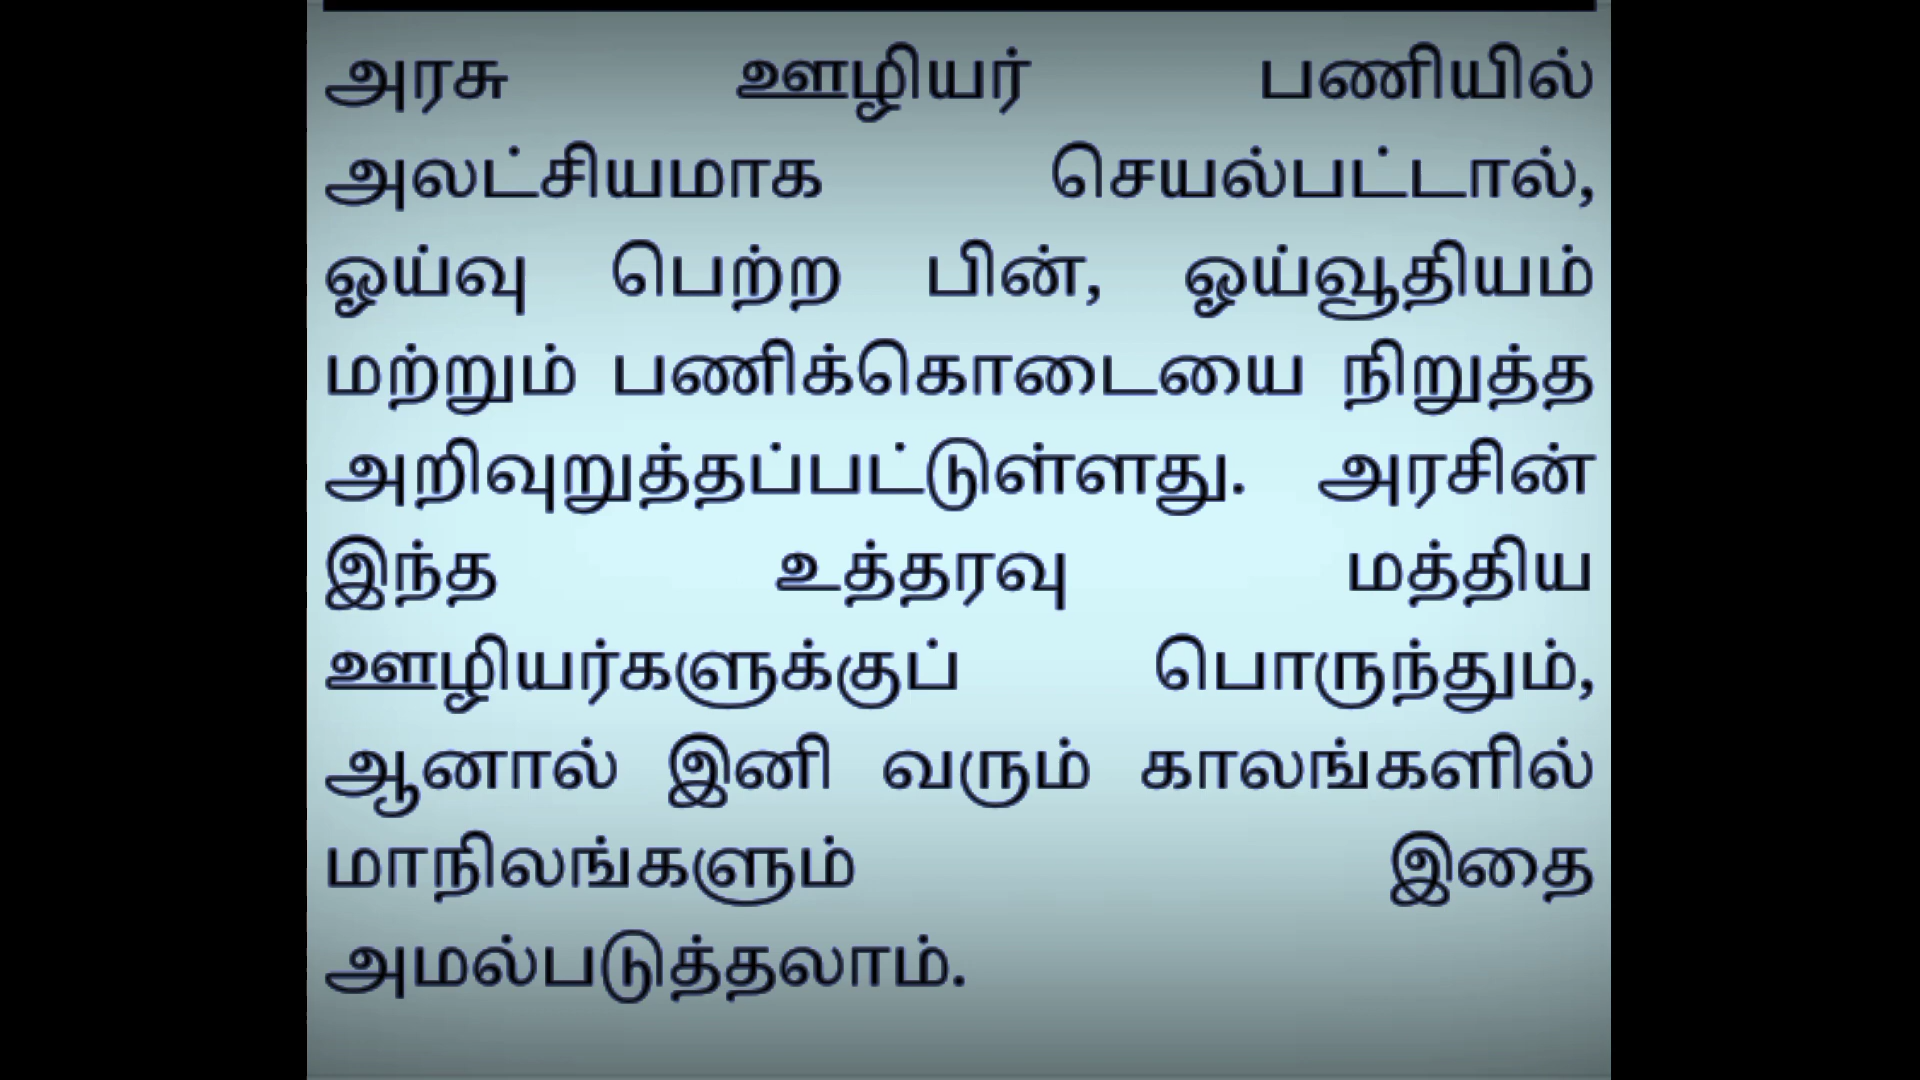 அரசு ஊழியர் பணியில்
அலட்சியமாக செயல்பட்டால்,
ஓய்வு பெற்ற பின், ஓய்வூதியம்
மற்றும் பணிக்கொடையை நிறுத்த
அறிவுறுத்தப்பட்டுள்ளது. அரசின்
இந்த உத்தரவு மத்திய
ஊழியர்களுக்குப் பொருந்தும்,
ஆனால் இனி வரும் காலங்களில்
மாநிலங்களும் இதை
அமல்படுத்தலாம்.